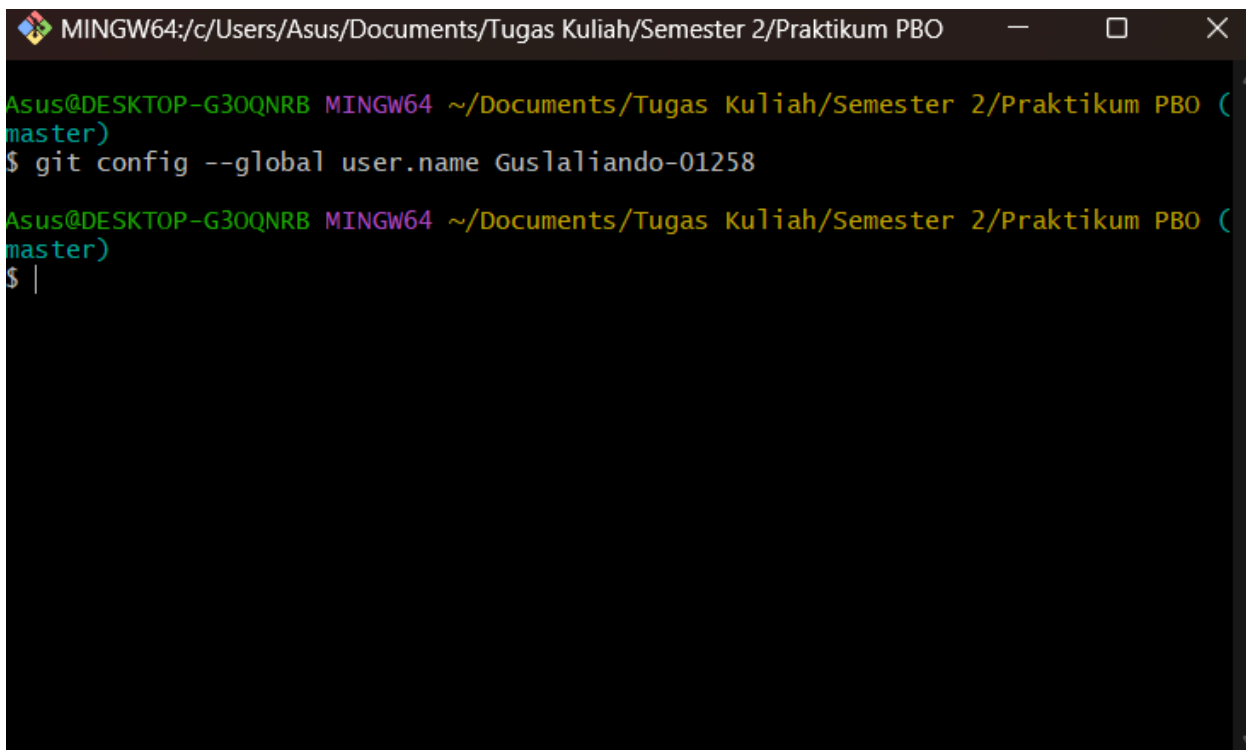 MINGW64:/c/Users/Asus/Documents/Tugas Kuliah/Semester 2/Praktikum PBO
Asus@DESKTOP-G3OQNRB MINGW64 ~/Documents/Tugas Kuliah/Semester 2/Praktikum PBO (
master)
$ git config --global user.name Guslaliando-01258
Asus@DESKTOP-G3OQNRB MINGW64 ~/Documents/Tugas Kuliah/Semester 2/Praktikum PBO (
master)
$